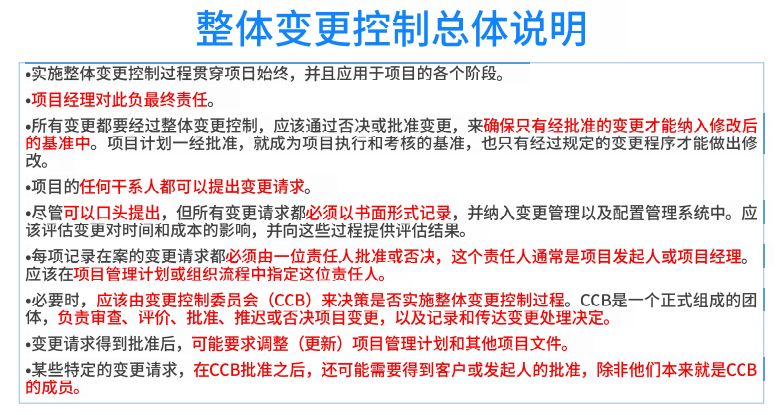 整体变更控制总体说明
•实施整体变更控制过程贯穿项目始终，并且应用于项目的各个阶段。
•项目经理对此负最终责任。
•所有变更都要经过整体变更控制，应该通过否决或批准变更，来确保只有经批准的变更才能纳入修改后
的基准中。项目计划一经批准，就成为项目执行和考核的基准，也只有经过规定的变更程序才能做出修
改。
•项目的任何干系人都可以提出变更请求。
•尽管可以口头提出，但所有变更请求都必须以书面形式记录，并纳入变更管理以及配置管理系统中。应
该评估变更对时间和成本的影响，并向这些过程提供评估结果。
•每项记录在案的变更请求都必须由一位责任人批准或否决，这个责任人通常是项目发起人或项目经理。
应该在项目管理计划或组织流程中指定这位责任人。
•必要时，应该由变更控制委员会（CCB）来决策是否实施整体变更控制过程。CCB是一个正式组成的团
体，负责审查、评价、批准、推迟或否决项目变更，以及记录和传达变更处理决定。
•变更请求得到批准后，可能要求调整（更新）项目管理计划和其他项目文件。
•某些特定的变更请求，在CCB批准之后，还可能需要得到客户或发起人的批准，除非他们本来就是CCB
的成员。